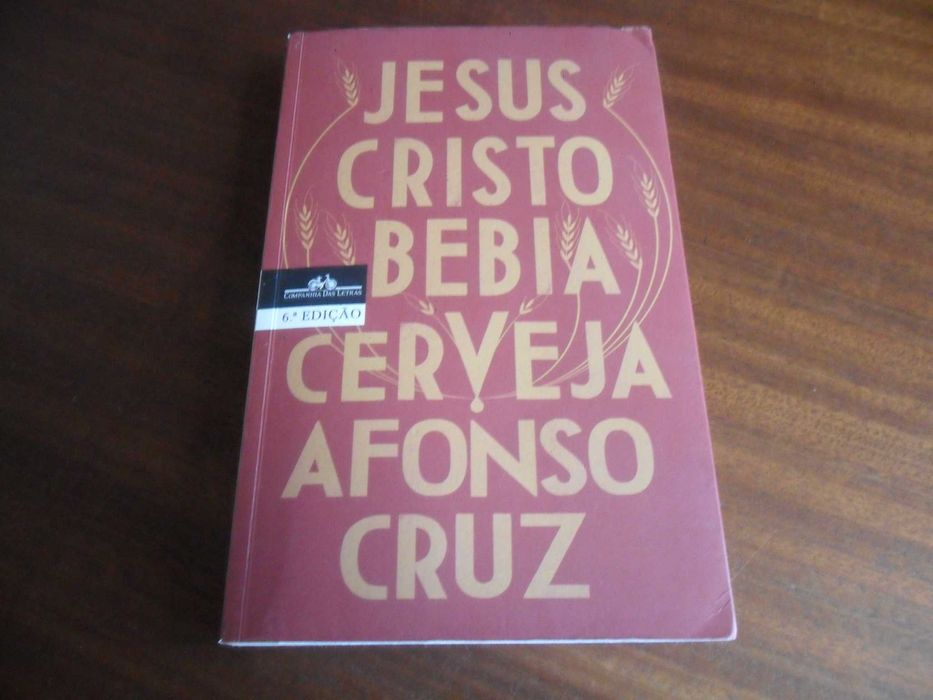 JESUS
CRISTO
BEBIA
COMPANHIA DAS LETRAS
6.ª EDIÇÃO
CERVEJA
AFONSO
CRUZ